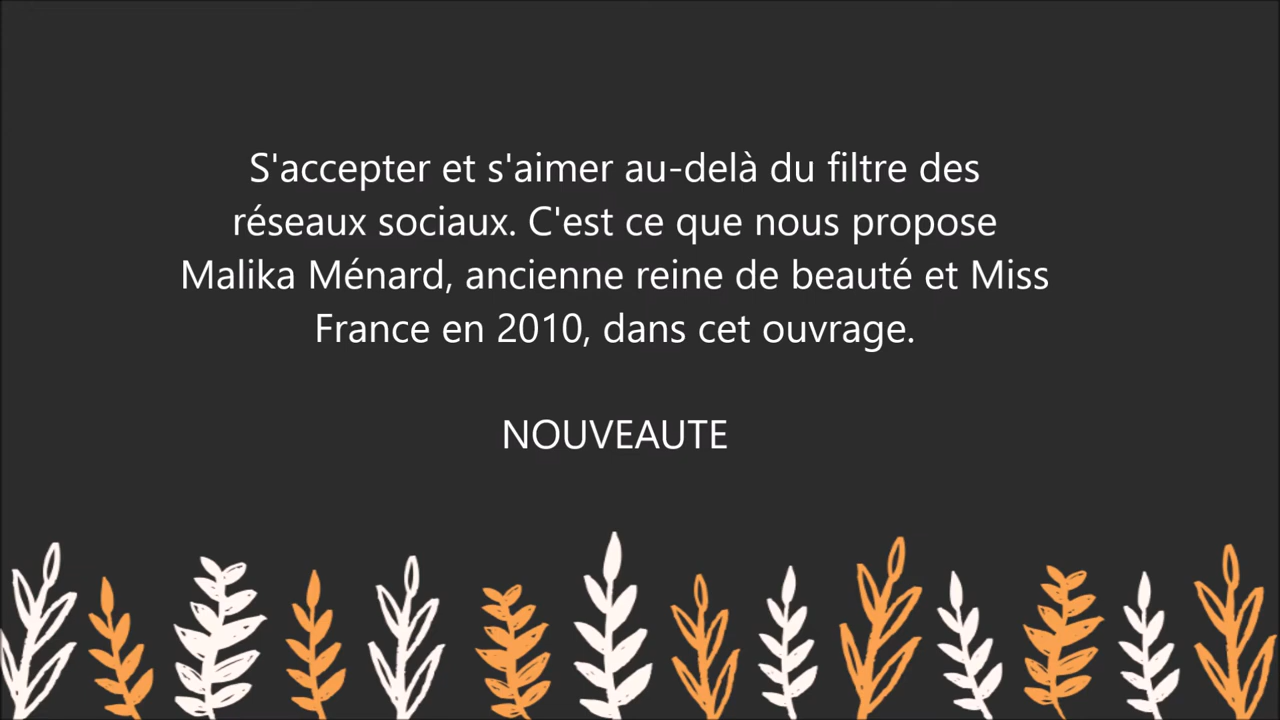 S'accepter et s'aimer au-delà du filtre des
réseaux sociaux. C'est ce que nous propose
Malika Ménard, ancienne reine de beauté et Miss
France en 2010, dans cet ouvrage.
NOUVEAUTE